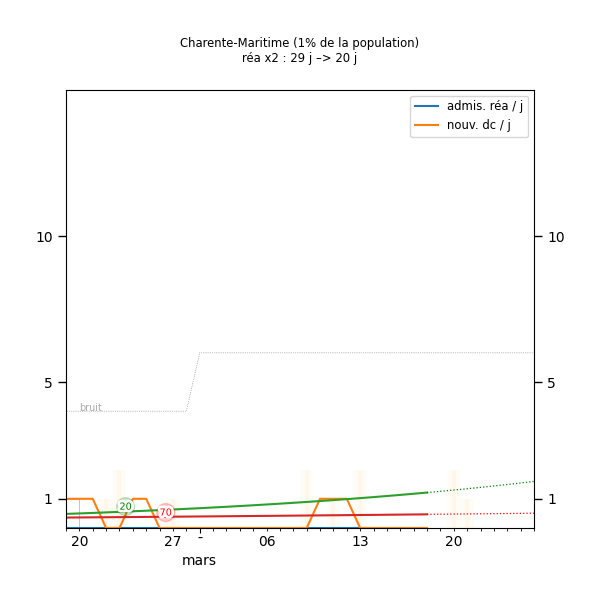 Charente-Maritime (1% de la population)
réa x2 : 29 j –> 20 j
admis. réa / j
nouv. dc / j
10
10
5
5
bruit
1
1
20
70
20
27
-
06
13
20
mars